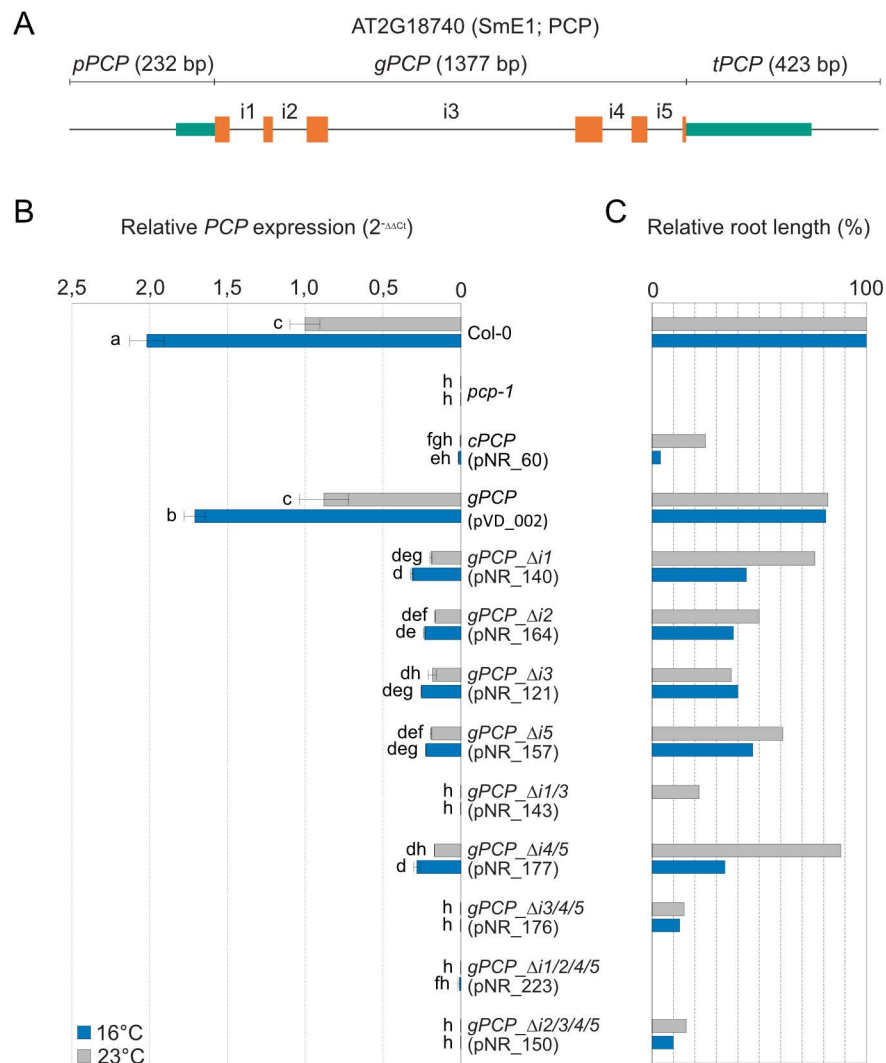 A
AT2G18740 (SmE1; PCP)
pPCP (232 bp) gPCP (1377 bp) tPCP (423 bp)
i1 i2 i3 i4 i5
B Relative PCP expression (2^-ΔΔCt)
C Relative root length (%)
2,5 2,0 1,5 1,0 0,5 0
0 100
c
a
Col-0
h
h
pcp-1
fgh
eh
cPCP
(pNR_60)
c
b
gPCP
(pVD_002)
deg
d
gPCP_Δi1
(pNR_140)
def
de
gPCP_Δi2
(pNR_164)
dh
deg
gPCP_Δi3
(pNR_121)
def
deg
gPCP_Δi5
(pNR_157)
h
h
gPCP_Δi1/3
(pNR_143)
dh
d
gPCP_Δi4/5
(pNR_177)
h
h
gPCP_Δi3/4/5
(pNR_176)
h
fh
gPCP_Δi1/2/4/5
(pNR_223)
h
h
gPCP_Δi2/3/4/5
(pNR_150)
16°C
23°C